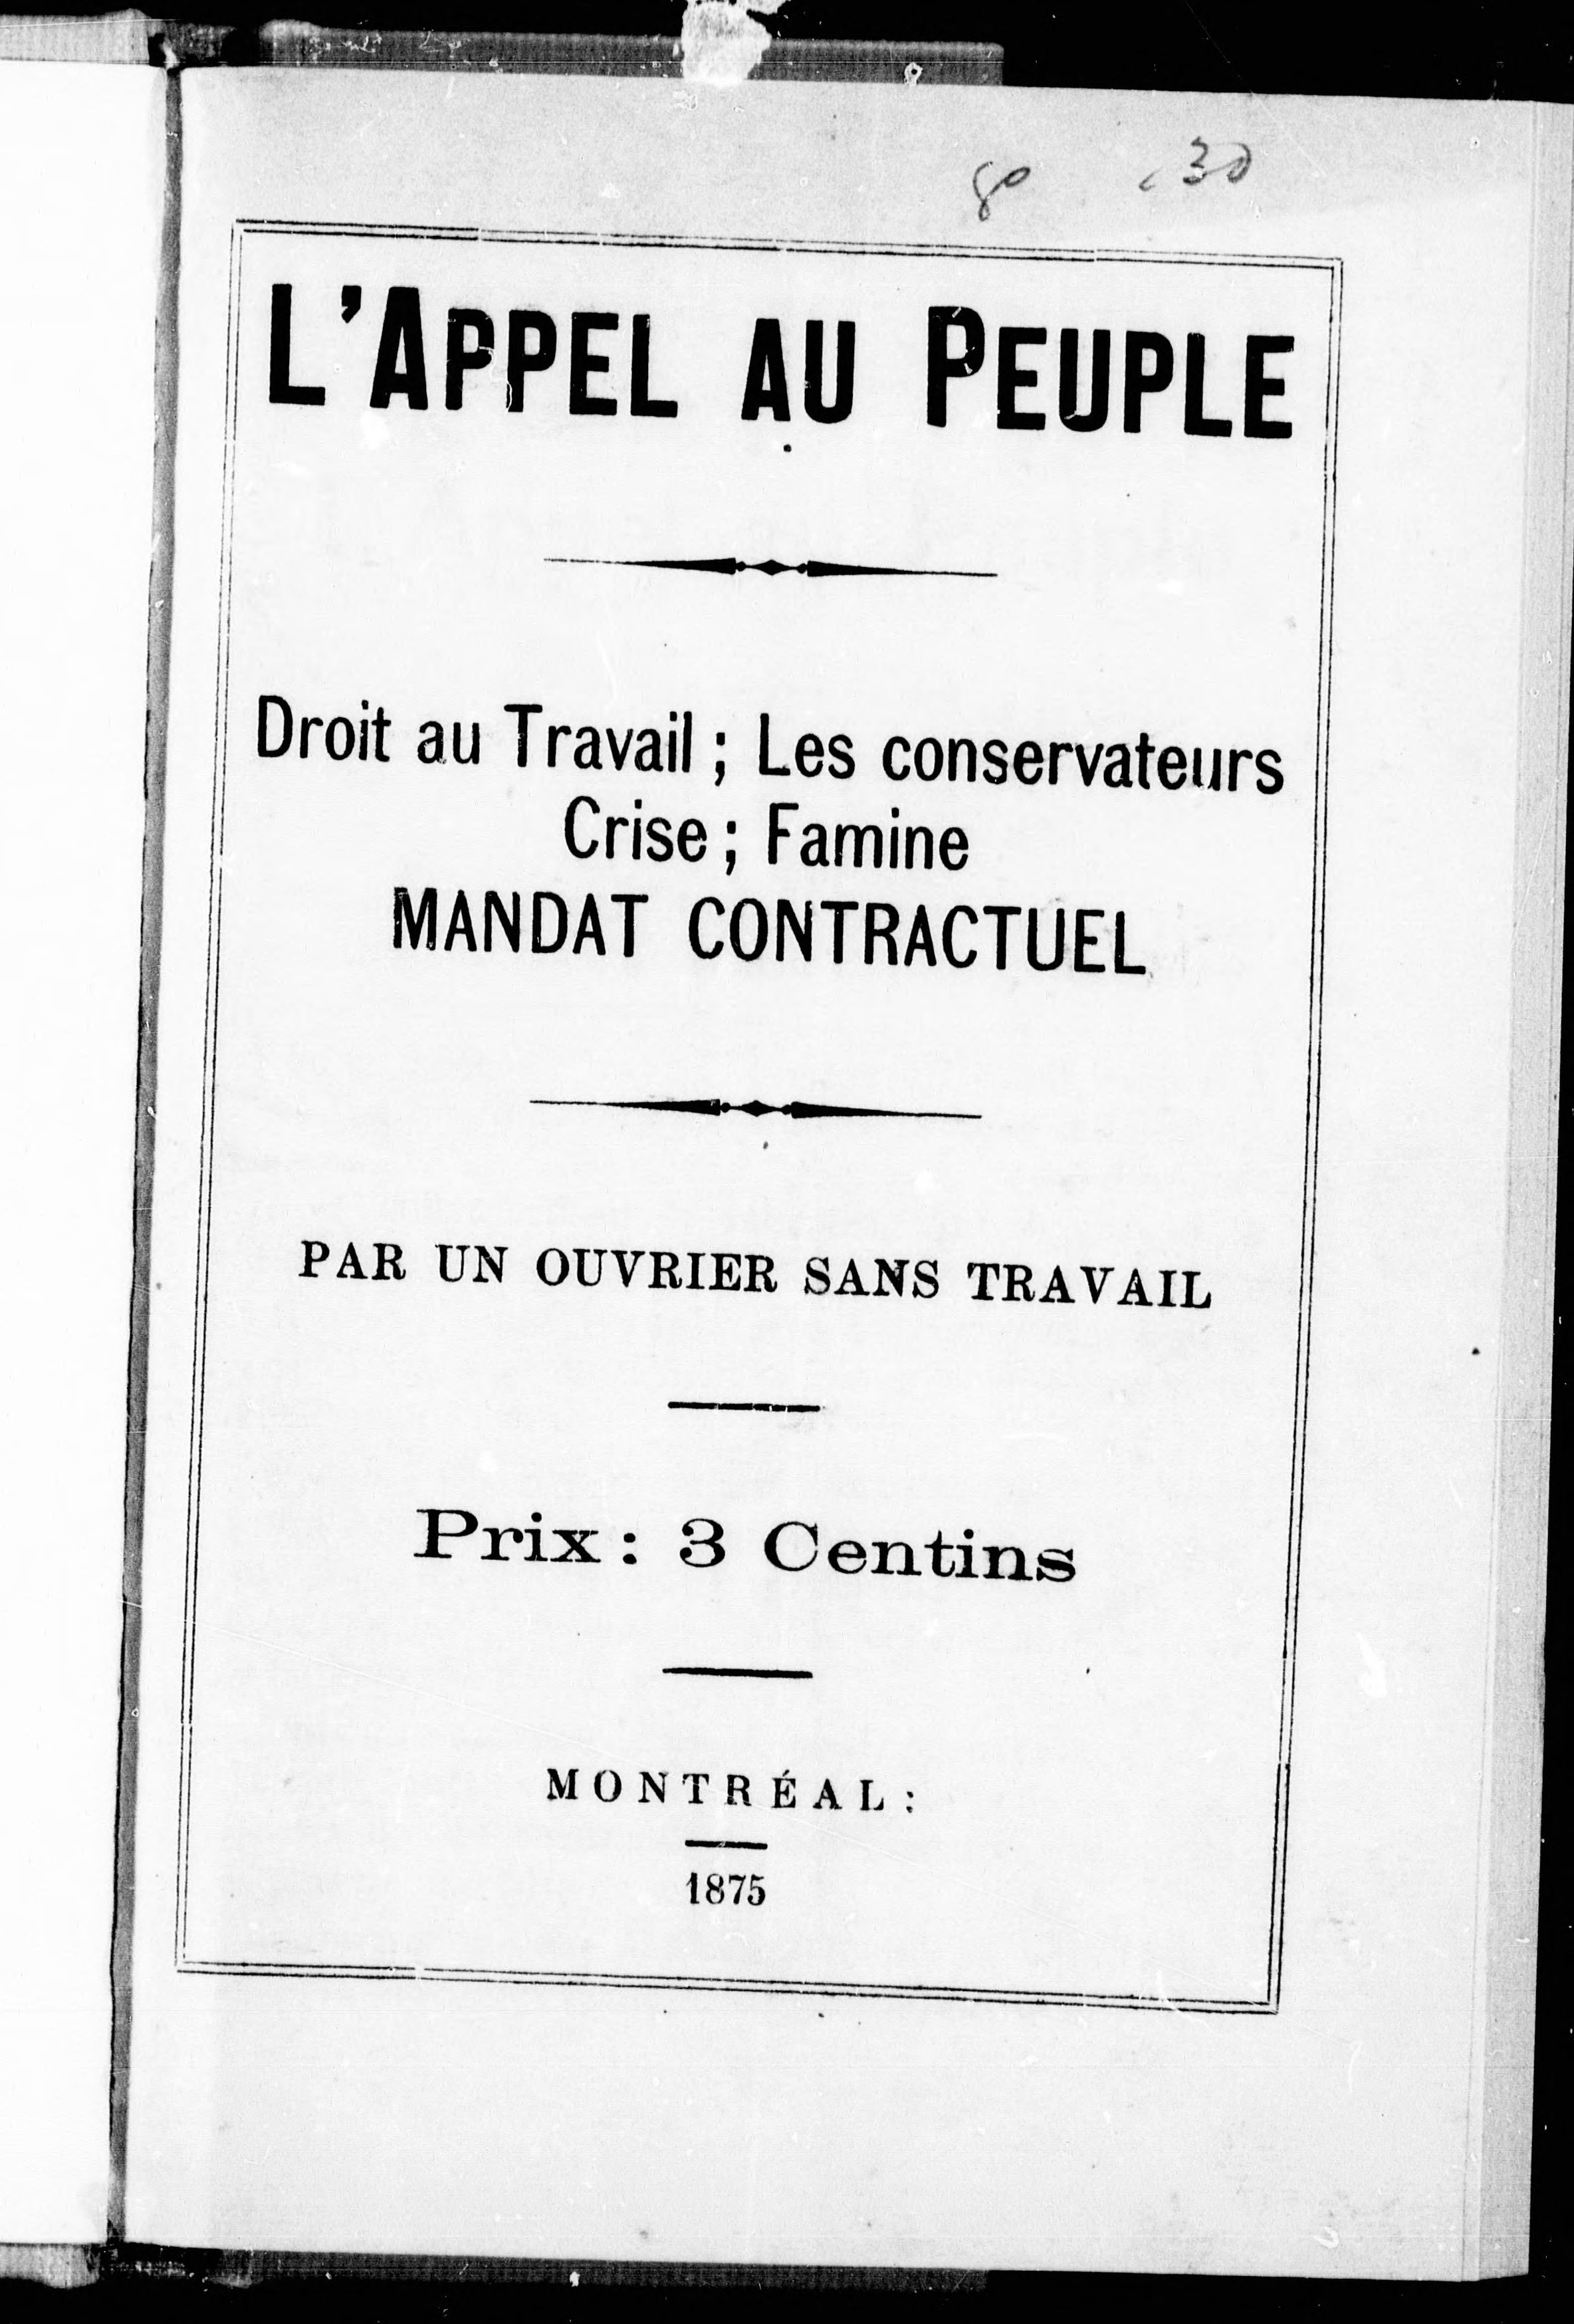 8º .30
L'APPEL AU PEUPLE
Droit au Travail ; Les conservateurs
Crise ; Famine
MANDAT CONTRACTUEL
PAR UN OUVRIER SANS TRAVAIL
Prix : 3 Centins
MONTRÉAL :
1875